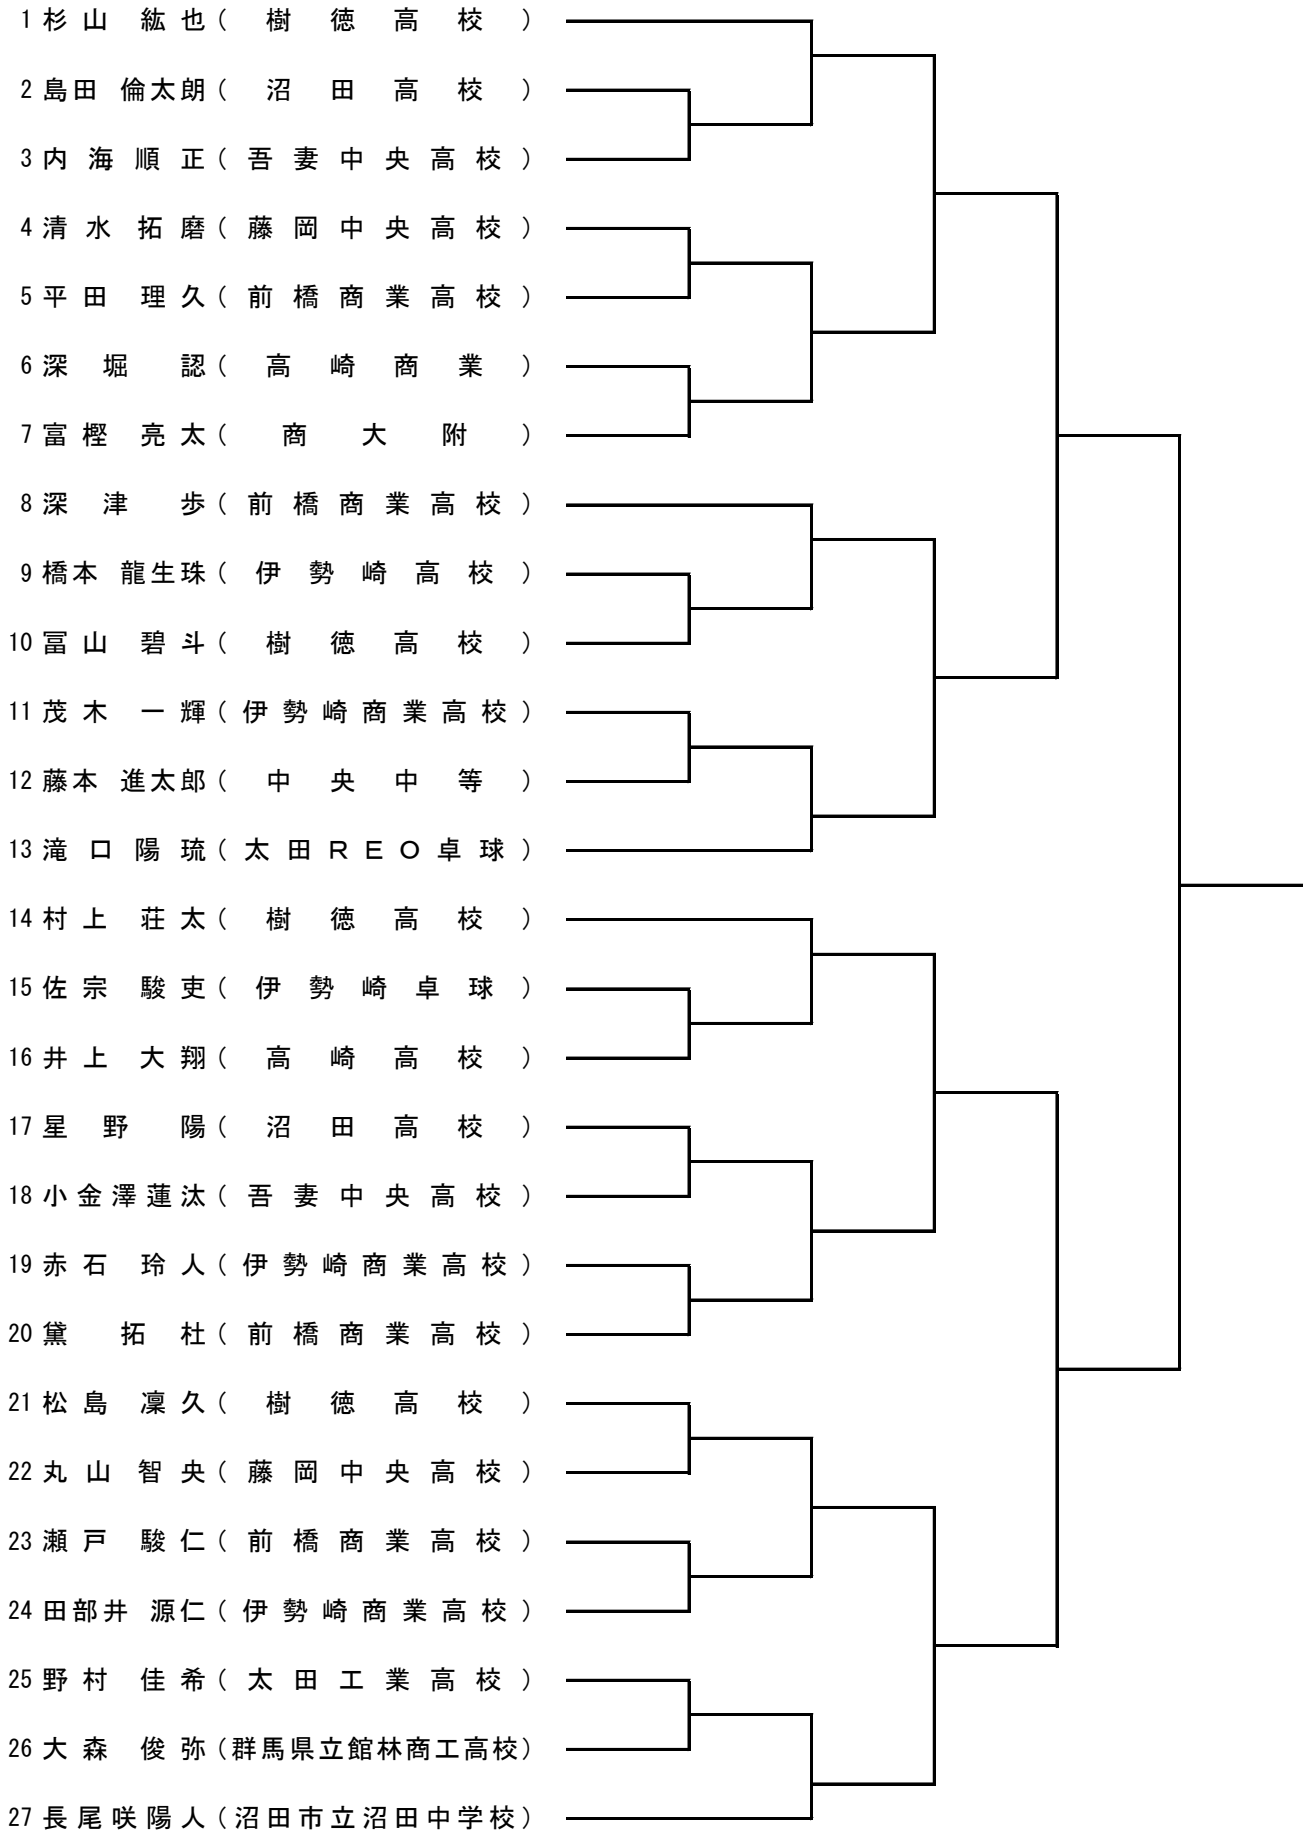 1 杉山 紘也 ( 樹徳高校 )
2 島田 倫太朗 ( 沼田高校 )
3 内海順正 ( 吾妻中央高校 )
4 清水拓磨 ( 藤岡中央高校 )
5 平田 理久 ( 前橋商業高校 )
6 深堀 認 ( 高崎商業 )
7 富樫 亮太 ( 商大附 )
8 深津 歩 ( 前橋商業高校 )
9 橋本 龍生珠 ( 伊勢崎高校 )
10 冨山 碧斗 ( 樹徳高校 )
11 茂木 一輝 ( 伊勢崎商業高校 )
12 藤本 進太郎 ( 中央中等 )
13 滝口陽琉 ( 太田REO卓球 )
14 村上 荘太 ( 樹徳高校 )
15 佐宗 駿吏 ( 伊勢崎卓球 )
16 井上 大翔 ( 高崎高校 )
17 星野 陽 ( 沼田高校 )
18 小金澤蓮汰 ( 吾妻中央高校 )
19 赤石 玲人 ( 伊勢崎商業高校 )
20 黛 拓杜 ( 前橋商業高校 )
21 松島 凜久 ( 樹徳高校 )
22 丸山智央 ( 藤岡中央高校 )
23 瀬戸 駿仁 ( 前橋商業高校 )
24 田部井 源仁 ( 伊勢崎商業高校 )
25 野村 佳希 ( 太田工業高校 )
26 大森 俊弥 (群馬県立館林商工高校)
27 長尾咲陽人 (沼田市立沼田中学校)